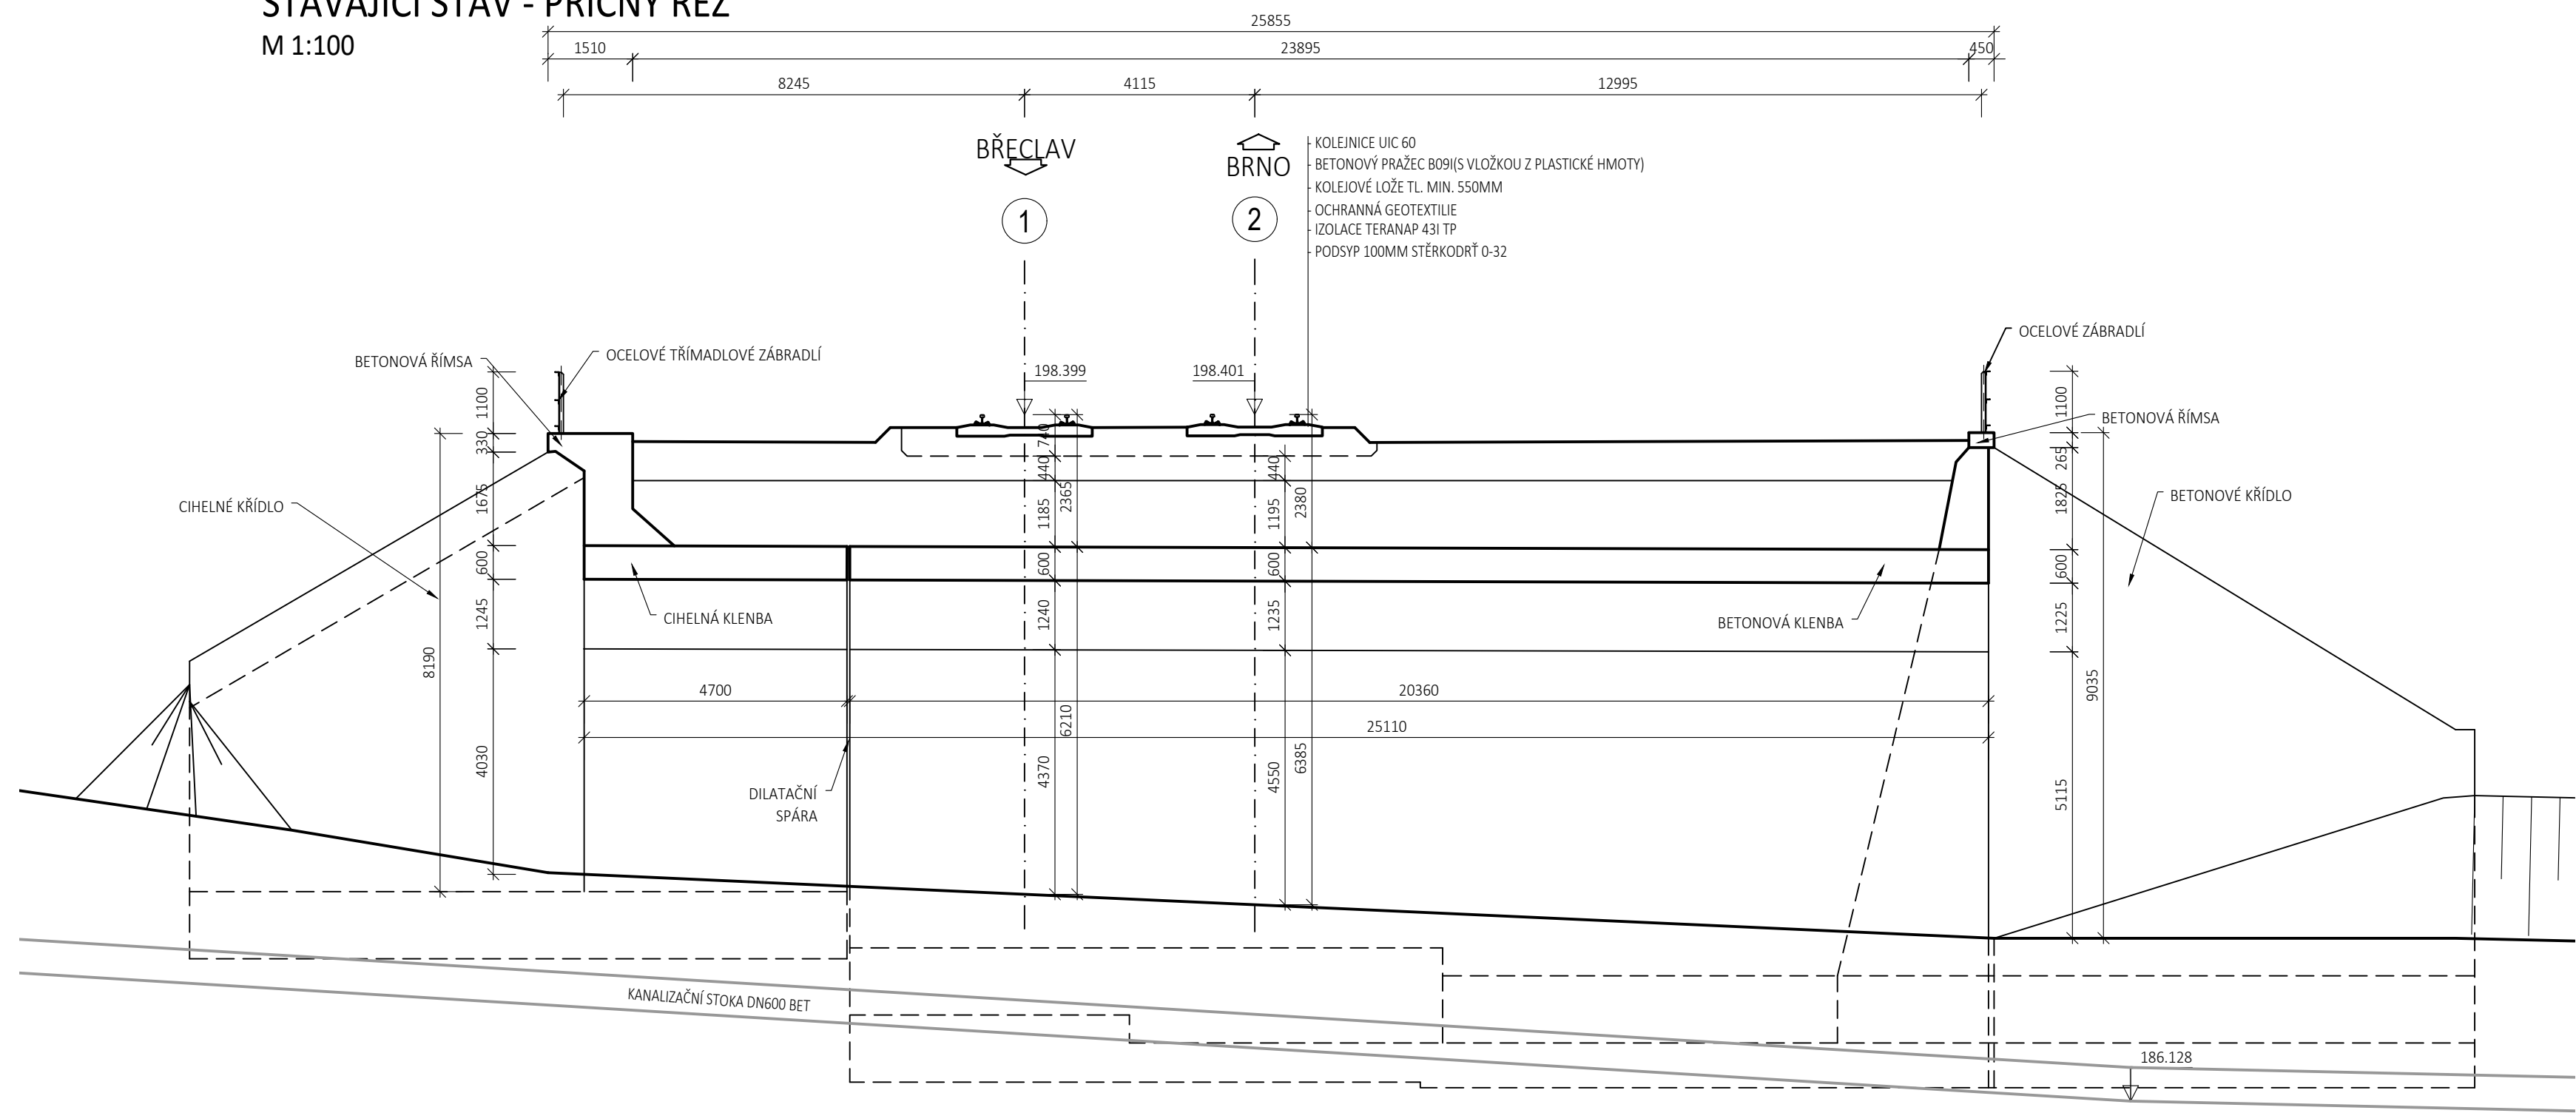 STÁVAJÍCÍ STAV - PŘÍČNÝ ŘEZ
M 1:100
25855
1510
23895
450
8245
4115
12995
BŘECLAV
BRNO
1
2
KOLEJNICE UIC 60
BETONOVÝ PRAŽEC B09I(S VLOŽKOU Z PLASTICKÉ HMOTY)
KOLEJOVÉ LOŽE TL. MIN. 550MM
OCHRANNÁ GEOTEXTILIE
IZOLACE TERANAP 43I TP
PODSYP 100MM STĚRKODRŤ 0-32
BETONOVÁ ŘÍMSA
OCELOVÉ TŘÍMADLOVÉ ZÁBRADLÍ
198.399
198.401
OCELOVÉ ZÁBRADLÍ
BETONOVÁ ŘÍMSA
CIHELNÉ KŘÍDLO
BETONOVÉ KŘÍDLO
1100
330
1675
600
1245
4030
8190
740
440
1185
2365
600
1240
4370
6210
440
1195
2380
600
1235
4550
6385
1100
265
1825
600
1225
5115
9035
CIHELNÁ KLENBA
BETONOVÁ KLENBA
4700
20360
25110
DILATAČNÍ
SPÁRA
KANALIZAČNÍ STOKA DN600 BET
186.128